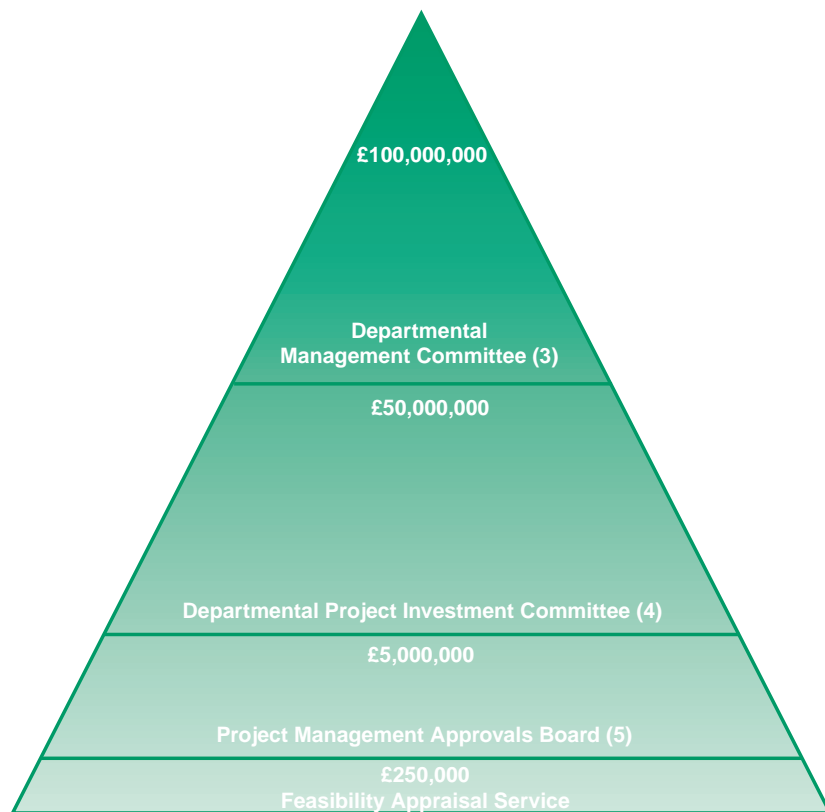 £100,000,000
Departmental
Management Committee (3)
£50,000,000
Departmental Project Investment Committee (4)
£5,000,000
Project Management Approvals Board (5)
£250,000
Feasibility Appraisal Service